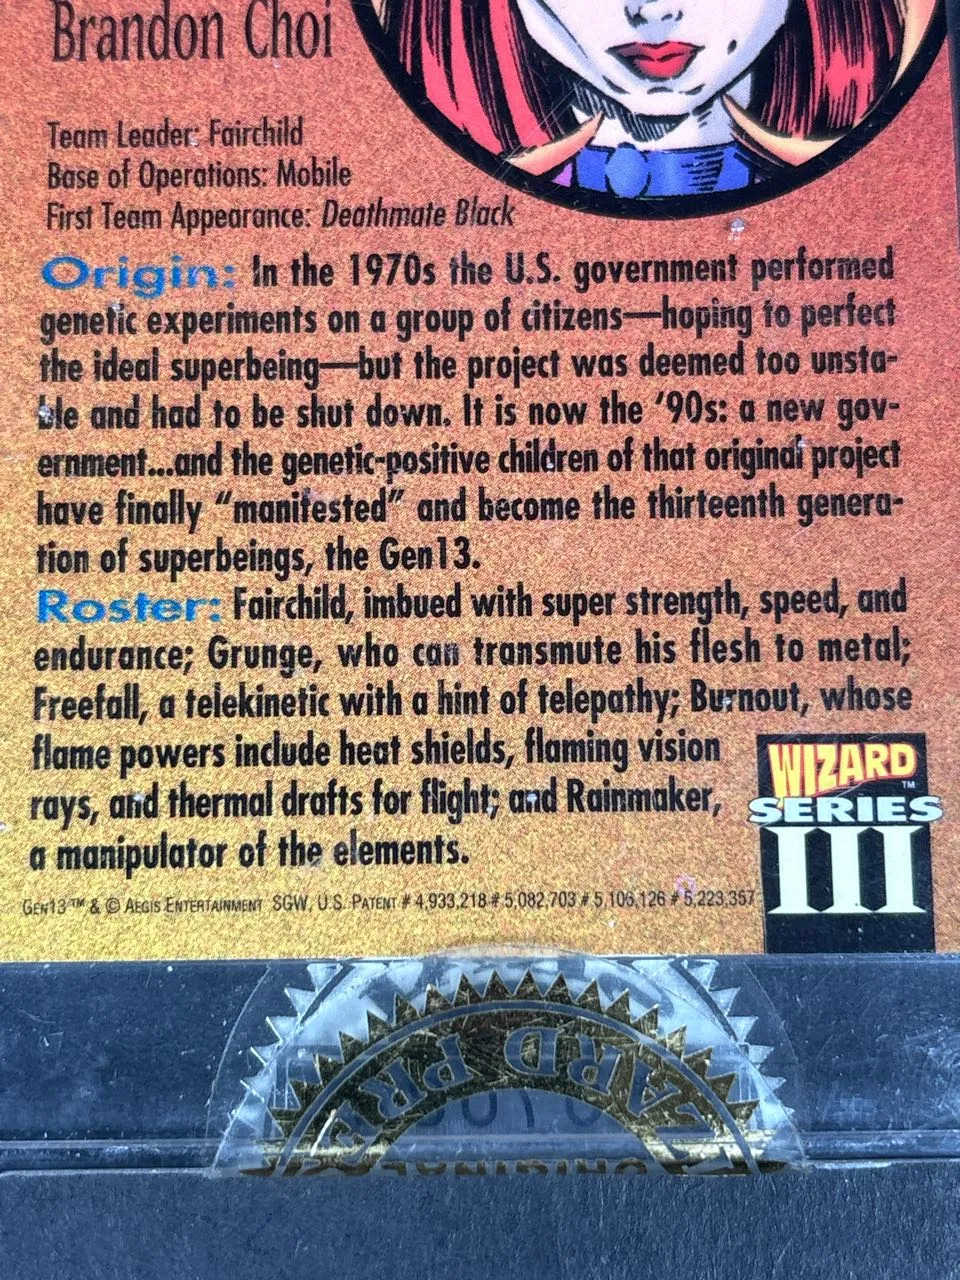 Brandon Choi
Team Leader: Fairchild
Base of Operations: Mobile
First Team Appearance: Deathmate Black
Origin: In the 1970s the U.S. government performed
genetic experiments on a group of citizens—hoping to perfect
the ideal superbeing—but the project was deemed too unsta-
ble and had to be shut down. It is now the '90s: a new gov-
ernment...and the genetic-positive children of that original project
have finally "manifested" and become the thirteenth genera-
tion of superbeings, the Gen13.
Roster: Fairchild, imbued with super strength, speed, and
endurance; Grunge, who can transmute his flesh to metal;
Freefall, a telekinetic with a hint of telepathy; Burnout, whose
flame powers include heat shields, flaming vision
rays, and thermal drafts for flight; and Rainmaker,
a manipulator of the elements.
WIZARD™
SERIES
III
GEN13™ & © AEGIS ENTERTAINMENT SGW, U.S. PATENT # 4,933,218 # 5,082,703 # 5,106,126 # 5,223,357
ZARD PRE
ORIGINAL